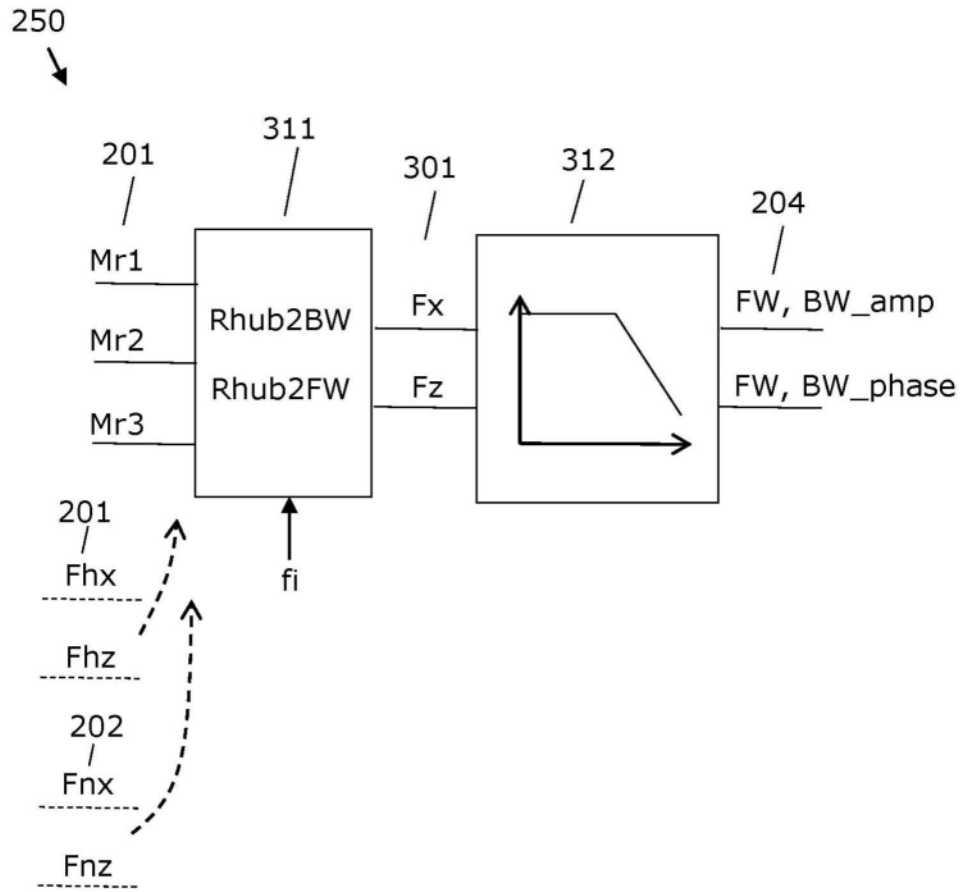 250
201
311
301
312
204
Mr1
Mr2
Mr3
Rhub2BW
Rhub2FW
Fx
Fz
FW, BW_amp
FW, BW_phase
fi
201
Fhx
Fhz
202
Fnx
Fnz